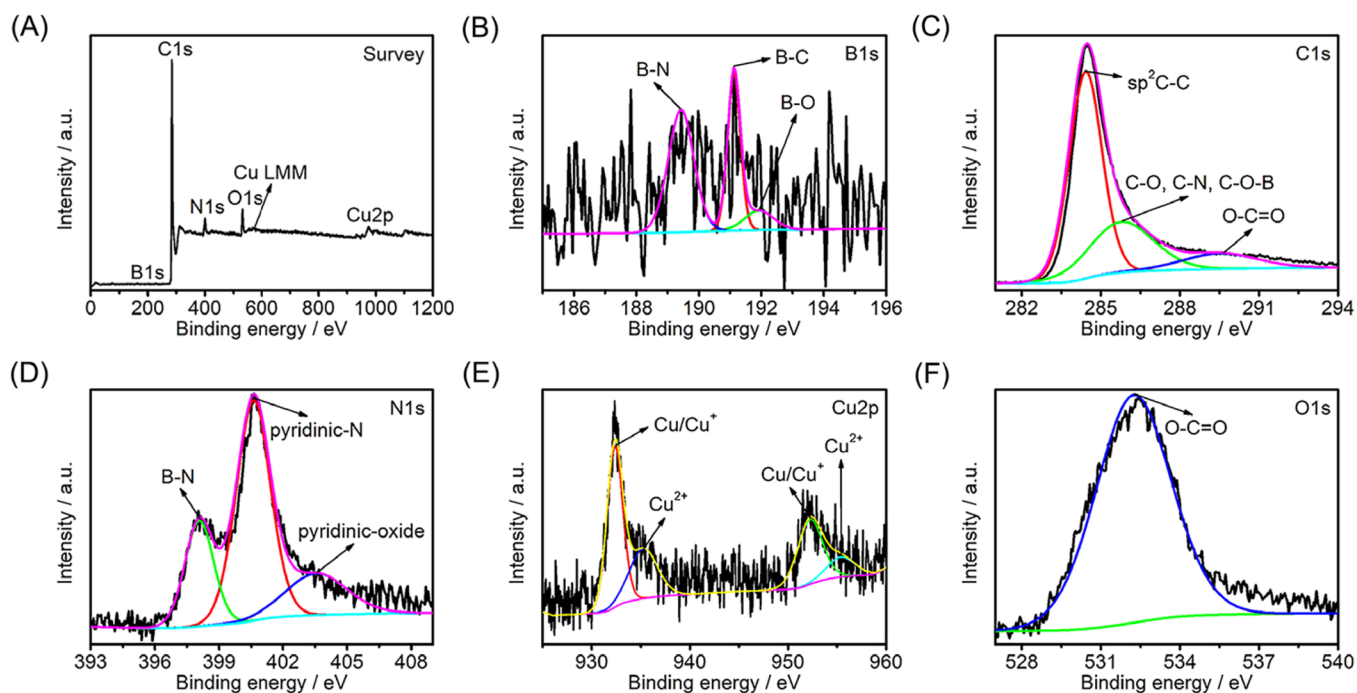 (A)
C1s
Survey
Cu LMM
N1s
O1s
Cu2p
B1s
0 200 400 600 800 1000 1200
Binding energy / eV
Intensity / a.u.
(B)
B1s
B-N
B-C
B-O
186 188 190 192 194 196
Binding energy / eV
Intensity / a.u.
(C)
C1s
sp²C-C
C-O, C-N, C-O-B
O-C=O
282 285 288 291 294
Binding energy / eV
Intensity / a.u.
(D)
N1s
pyridinic-N
B-N
pyridinic-oxide
393 396 399 402 405 408
Binding energy / eV
Intensity / a.u.
(E)
Cu2p
Cu/Cu⁺
Cu²⁺
Cu/Cu⁺
Cu²⁺
930 940 950 960
Binding energy / eV
Intensity / a.u.
(F)
O1s
O-C=O
528 531 534 537 540
Binding energy / eV
Intensity / a.u.